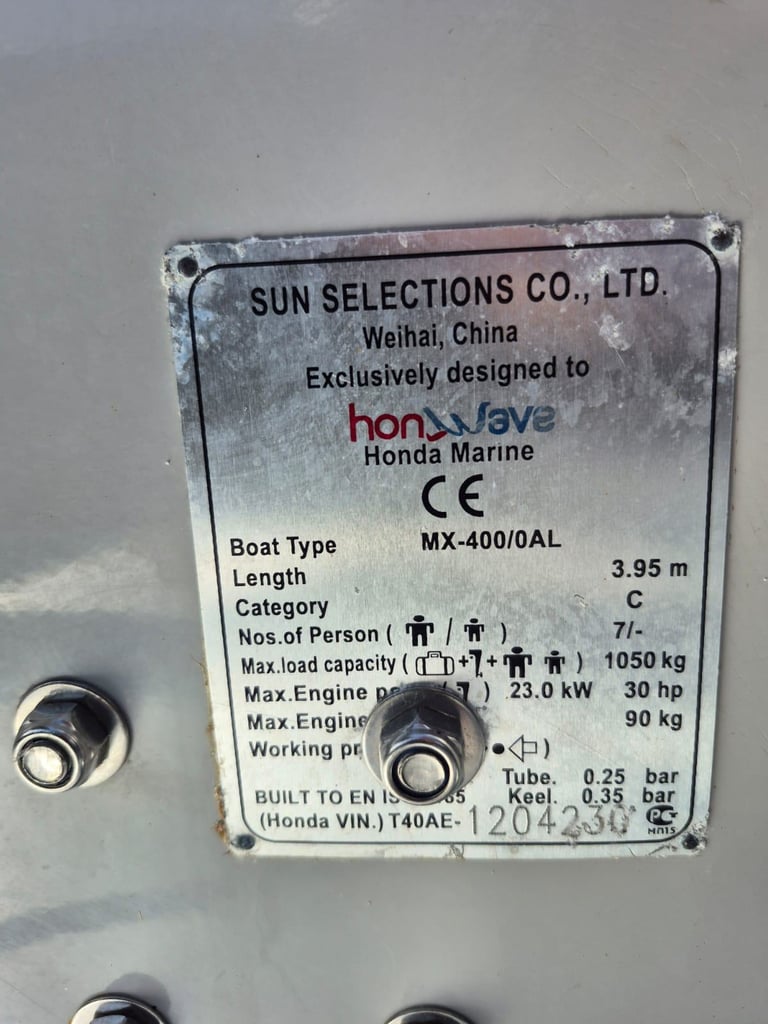 SUN SELECTIONS CO., LTD.
Weihai, China
Exclusively designed to
honwave
Honda Marine
CE
Boat Type MX-400/0AL
Length 3.95 m
Category C
Nos.of Person ( / ) 7/-
Max.load capacity ( + + ) 1050 kg
Max.Engine ( ) 23.0 kW 30 hp
Max.Engine 90 kg
Working )
Tube. 0.25 bar
BUILT TO EN Keel. 0.35 bar
(Honda VIN.) T40AE-1204230 МП15